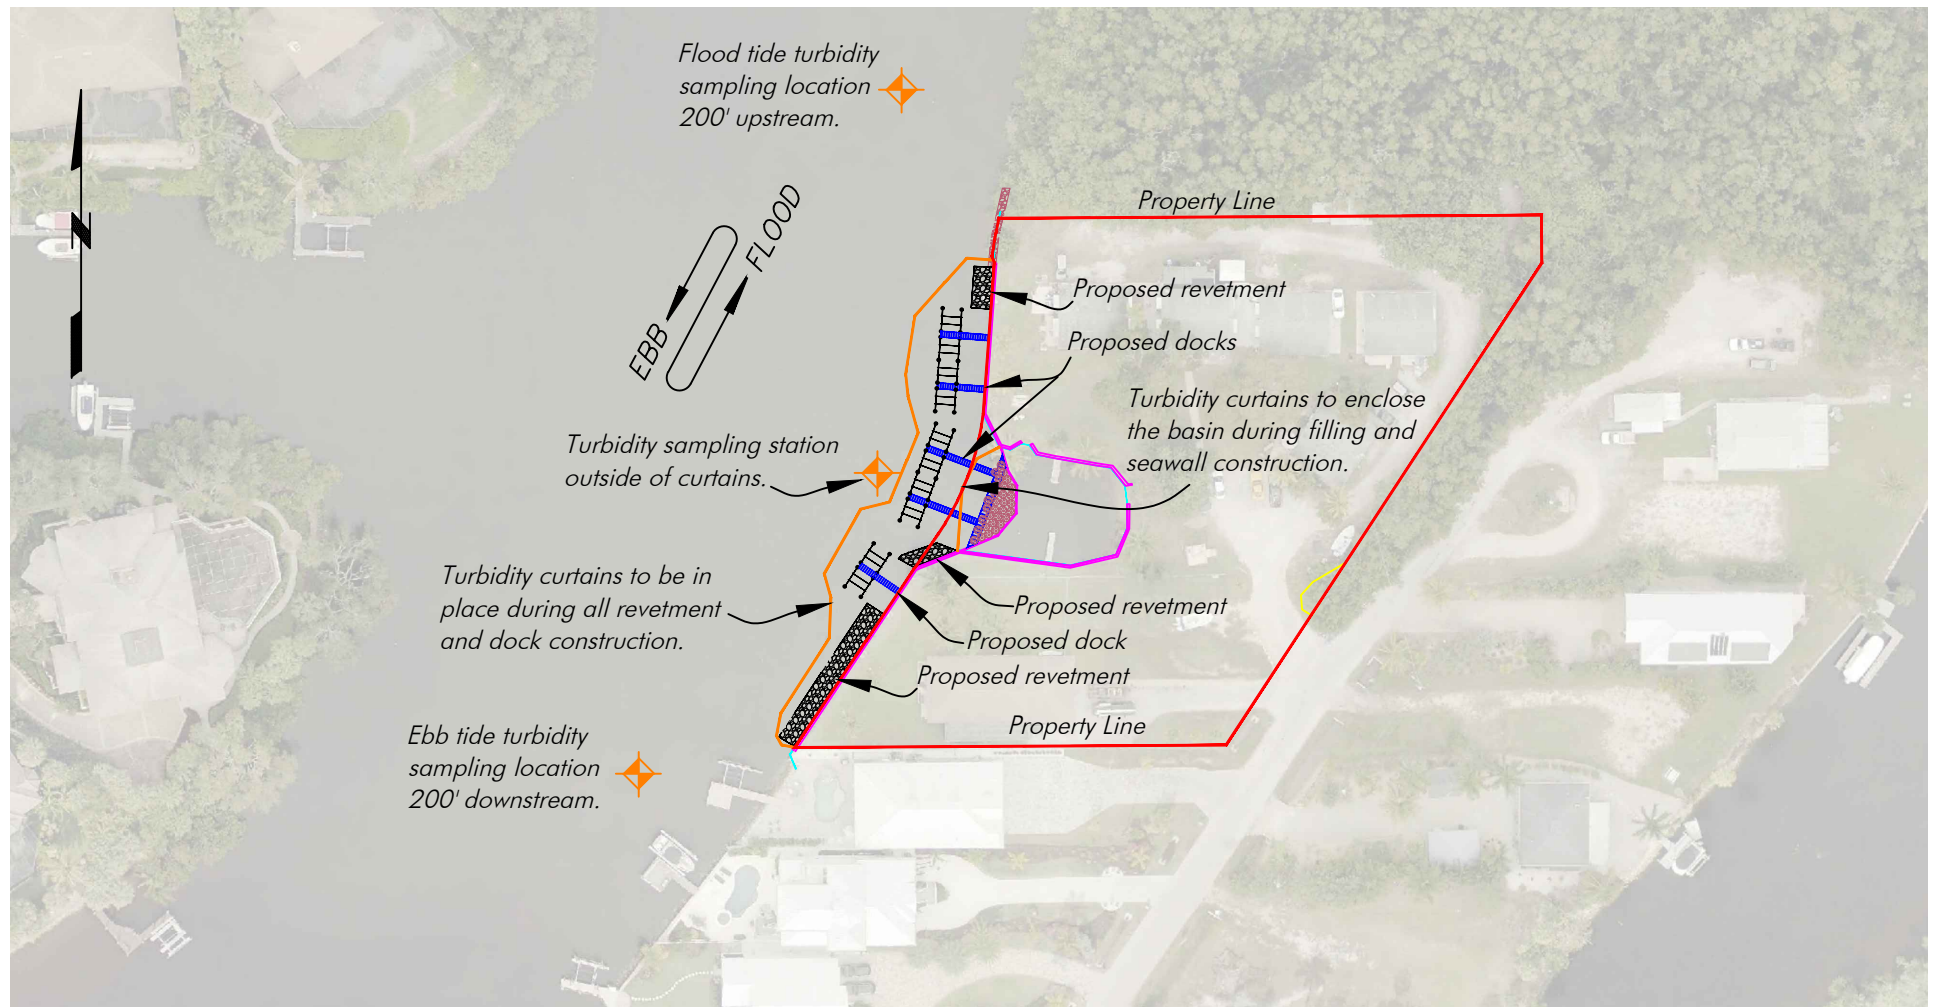 Flood tide turbidity
sampling location
200' upstream.
Property Line
N
FLOOD
EBB
Proposed revetment
Proposed docks
Turbidity curtains to enclose
the basin during filling and
seawall construction.
Turbidity sampling station
outside of curtains.
Turbidity curtains to be in
place during all revetment
and dock construction.
Proposed revetment
Proposed dock
Proposed revetment
Property Line
Ebb tide turbidity
sampling location
200' downstream.